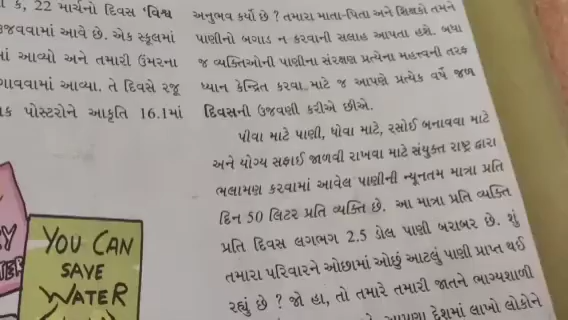 કે, 22 માર્ચનો દિવસ 'વિશ્વ
ઉજવવામાં આવે છે. એક સ્કૂલમાં
માં આવ્યો અને તમારી ઉંમરના
ગાવવામાં આવ્યા. તે દિવસે રજૂ
ક પોસ્ટરોને આકૃતિ 16.1માં
YOU CAN
SAVE
WATER
અનુભવ કર્યો છે ? તમારા માતા-પિતા અને શિક્ષકો તમને
પાણીનો બગાડ ન કરવાની સલાહ આપતા હશે. બધા
જ વ્યક્તિઓની પાણીના સંરક્ષણ પ્રત્યેના મહત્ત્વની તરફ
ધ્યાન કેન્દ્રિત કરવા માટે જ આપણે પ્રત્યેક વર્ષે જળ
દિવસની ઉજવણી કરીએ છીએ.
પીવા માટે પાણી, ધોવા માટે, રસોઈ બનાવવા માટે
અને યોગ્ય સફાઈ જાળવી રાખવા માટે સંયુક્ત રાષ્ટ્ર દ્વારા
ભલામણ કરવામાં આવેલ પાણીની ન્યૂનતમ માત્રા પ્રતિ
દિન 50 લિટર પ્રતિ વ્યક્તિ છે. આ માત્રા પ્રતિ વ્યક્તિ
પ્રતિ દિવસ લગભગ 2.5 ડોલ પાણી બરાબર છે. શું
તમારા પરિવારને ઓછામાં ઓછું આટલું પાણી પ્રાપ્ત થઈ
રહ્યું છે ? જો હા, તો તમારે તમારી જાતને ભાગ્યશાળી
આપણા દેશમાં લાખો લોકોને